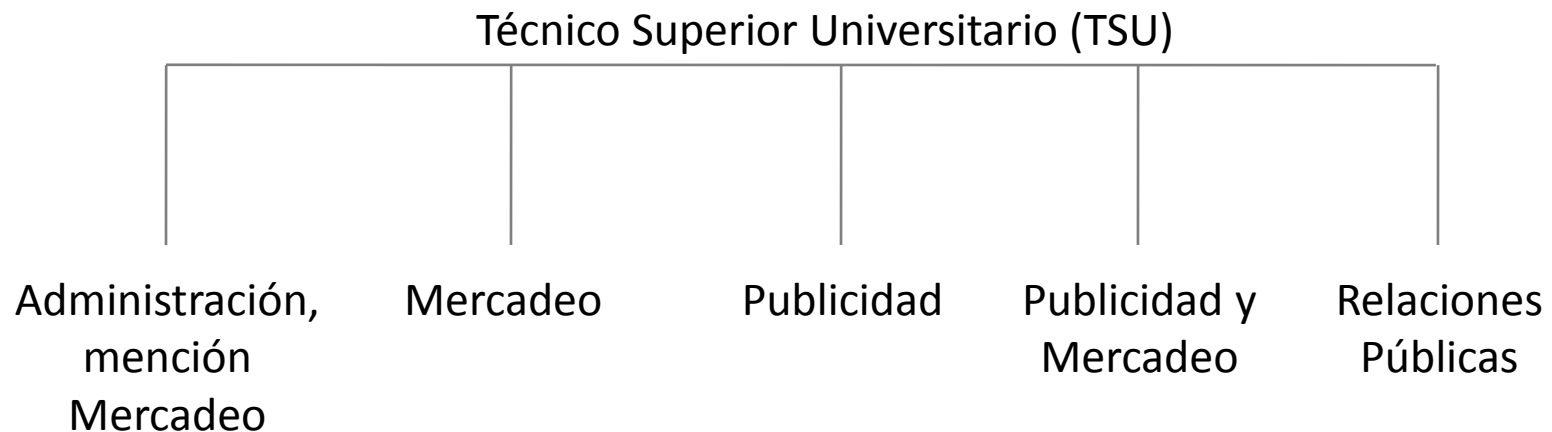 Técnico Superior Universitario (TSU)
Administración,
mención
Mercadeo
Mercadeo
Publicidad
Publicidad y
Mercadeo
Relaciones
Públicas